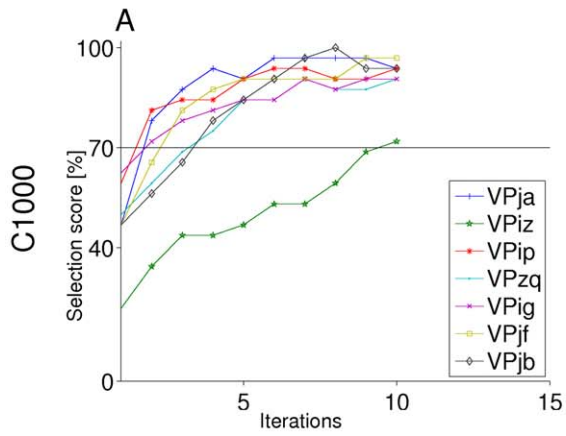 A
C1000
Selection score [%]
100
70
40
0
5
10
15
Iterations
VPja
VPiz
VPip
VPzq
VPig
VPjf
VPjb